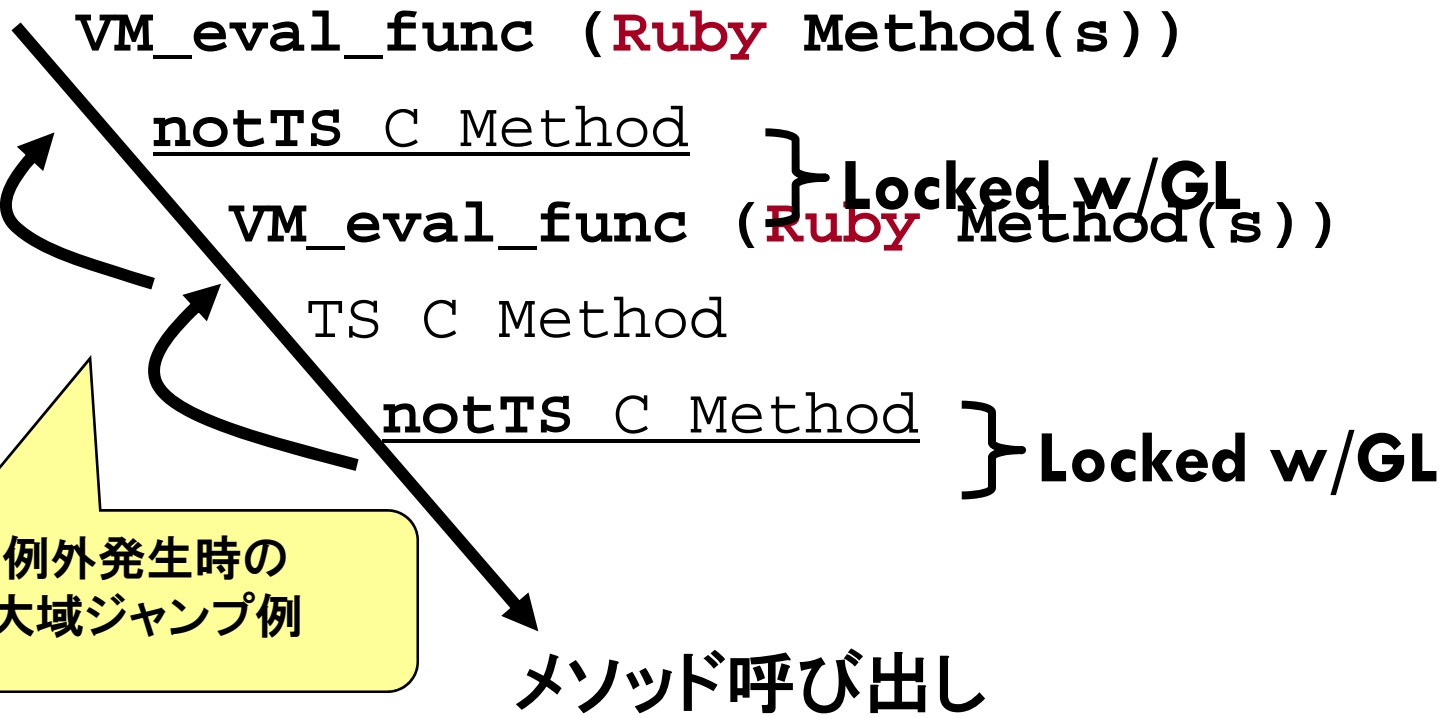 VM_eval_func (Ruby Method(s))
notTS C Method
Locked w/GL
VM_eval_func (Ruby Method(s))
TS C Method
notTS C Method
Locked w/GL
例外発生時の
大域ジャンプ例
メソッド呼び出し